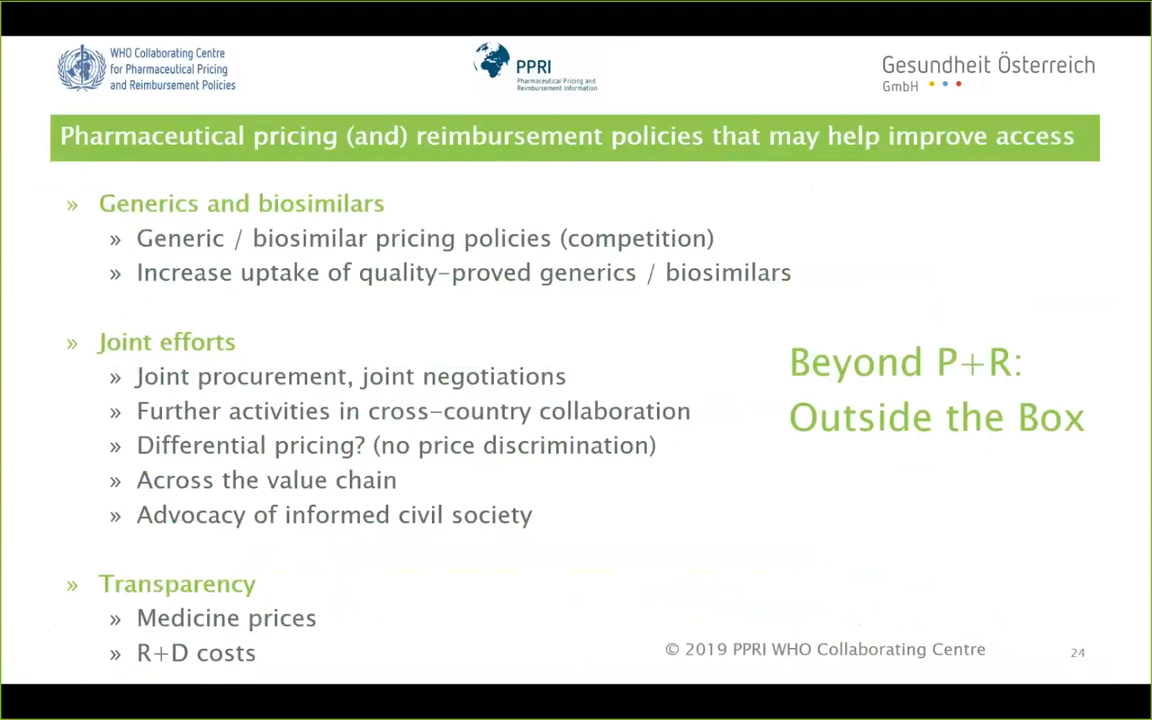 WHO Collaborating Centre
for Pharmaceutical Pricing
and Reimbursement Policies
PPRI
Pharmaceutical Pricing and
Reimbursement Information
Gesundheit Österreich
GmbH
Pharmaceutical pricing (and) reimbursement policies that may help improve access
» Generics and biosimilars
» Generic / biosimilar pricing policies (competition)
» Increase uptake of quality-proved generics / biosimilars
» Joint efforts
» Joint procurement, joint negotiations
» Further activities in cross-country collaboration
» Differential pricing? (no price discrimination)
» Across the value chain
» Advocacy of informed civil society
» Transparency
» Medicine prices
» R+D costs
Beyond P+R:
Outside the Box
© 2019 PPRI WHO Collaborating Centre
24